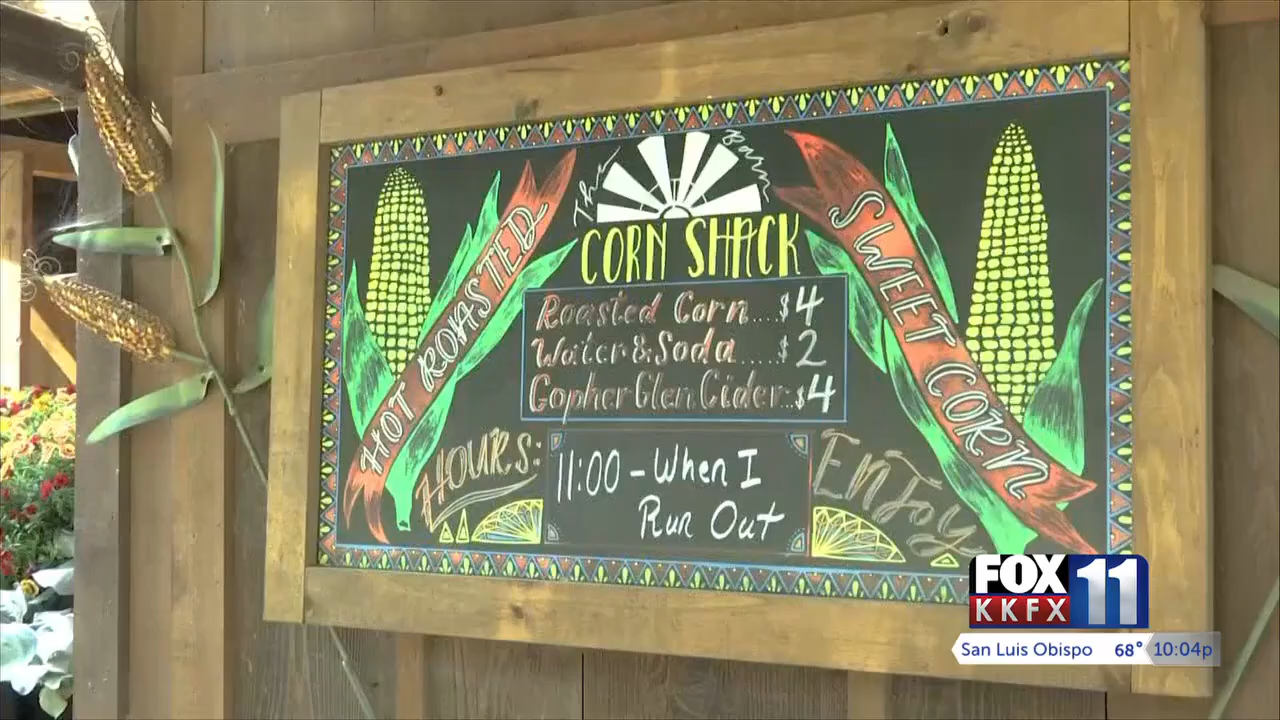 The Barn
CORN SHACK
HOT ROASTED
SWEET CORN
Roasted Corn....$4
Water & Soda.....$2
Gopher Glen Cider..$4
HOURS:
11:00 - When I
Run Out
ENJOY
FOX 11
KKFX
San Luis Obispo 68° 10:04p